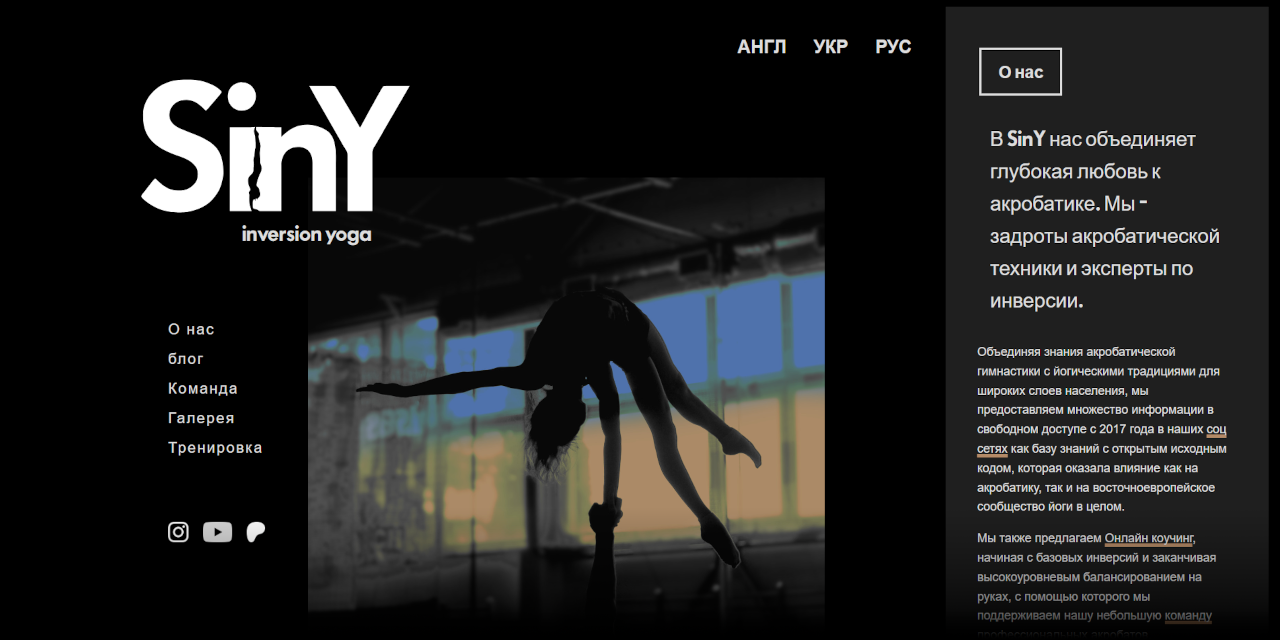 АНГЛ УКР РУС
SinY
inversion yoga
О нас
блог
Команда
Галерея
Тренировка
О нас
В SinY нас объединяет
глубокая любовь к
акробатике. Мы -
задроты акробатической
техники и эксперты по
инверсии.
Объединяя знания акробатической
гимнастики с йогическими традициями для
широких слоев населения, мы
предоставляем множество информации в
свободном доступе с 2017 года в наших соц
сетях как базу знаний с открытым исходным
кодом, которая оказала влияние как на
акробатику, так и на восточноевропейское
сообщество йоги в целом.
Мы также предлагаем Онлайн коучинг,
начиная с базовых инверсий и заканчивая
высокоуровневым балансированием на
руках, с помощью которого мы
поддерживаем нашу небольшую команду
профессиональных акробатов